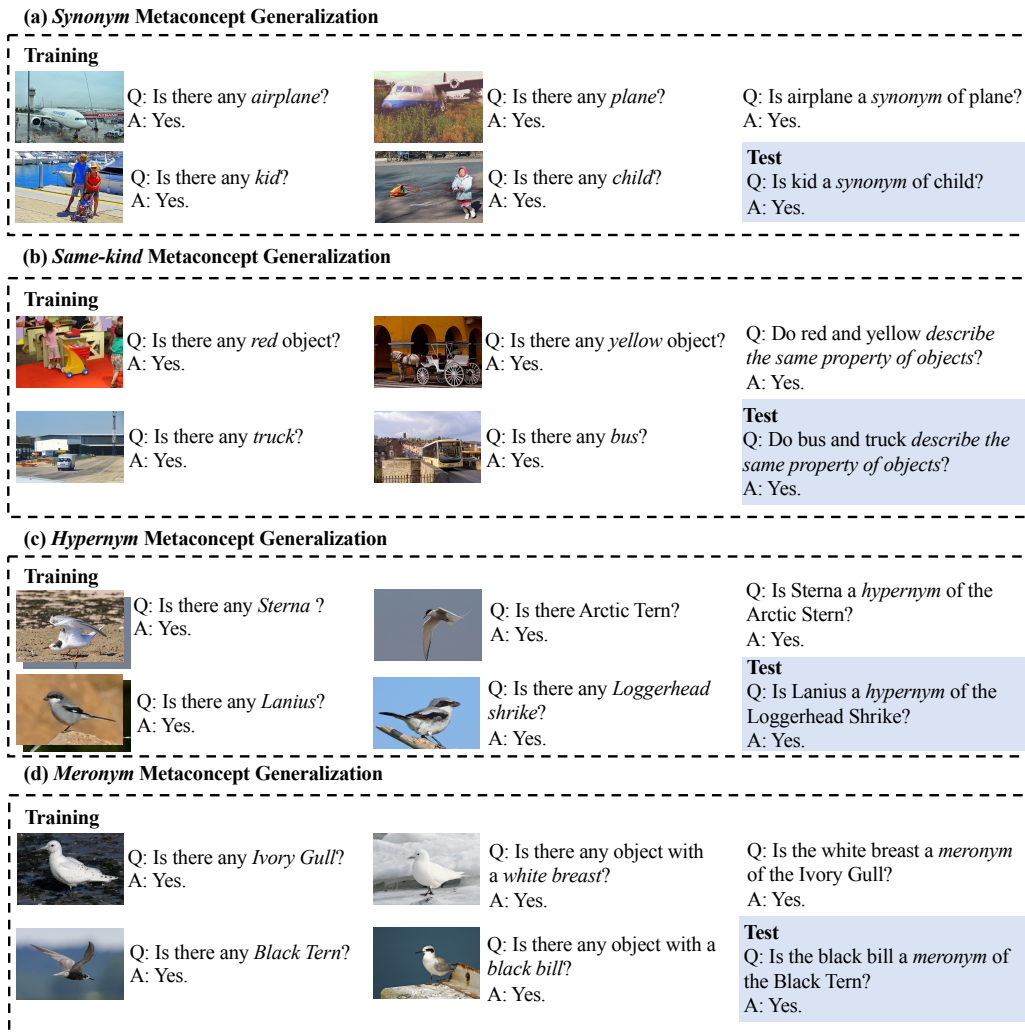 (a) Synonym Metaconcept Generalization
Training
Q: Is there any airplane?
A: Yes.
Q: Is there any plane?
A: Yes.
Q: Is airplane a synonym of plane?
A: Yes.
Q: Is there any kid?
A: Yes.
Q: Is there any child?
A: Yes.
Test
Q: Is kid a synonym of child?
A: Yes.
(b) Same-kind Metaconcept Generalization
Training
Q: Is there any red object?
A: Yes.
Q: Is there any yellow object?
A: Yes.
Q: Do red and yellow describe
the same property of objects?
A: Yes.
Q: Is there any truck?
A: Yes.
Q: Is there any bus?
A: Yes.
Test
Q: Do bus and truck describe the
same property of objects?
A: Yes.
(c) Hypernym Metaconcept Generalization
Training
Q: Is there any Sterna ?
A: Yes.
Q: Is there Arctic Tern?
A: Yes.
Q: Is Sterna a hypernym of the
Arctic Stern?
A: Yes.
Q: Is there any Lanius?
A: Yes.
Q: Is there any Loggerhead
shrike?
A: Yes.
Test
Q: Is Lanius a hypernym of the
Loggerhead Shrike?
A: Yes.
(d) Meronym Metaconcept Generalization
Training
Q: Is there any Ivory Gull?
A: Yes.
Q: Is there any object with
a white breast?
A: Yes.
Q: Is the white breast a meronym
of the Ivory Gull?
A: Yes.
Q: Is there any Black Tern?
A: Yes.
Q: Is there any object with a
black bill?
A: Yes.
Test
Q: Is the black bill a meronym of
the Black Tern?
A: Yes.